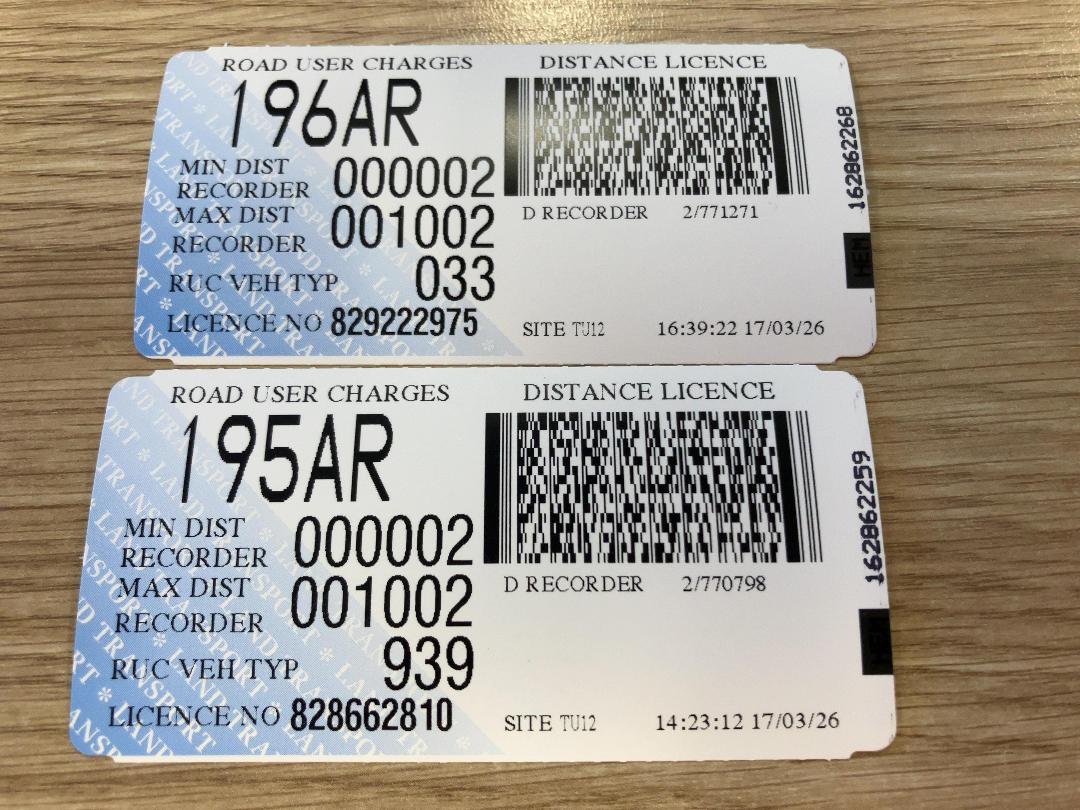 ROAD USER CHARGES
DISTANCE LICENCE
196AR
MIN DIST
RECORDER 000002
MAX DIST
RECORDER 001002
RUC VEH TYP 033
LICENCE NO 829222975
D RECORDER 2/771271
SITE TU12 16:39:22 17/03/26
162862268
HEM
ROAD USER CHARGES
DISTANCE LICENCE
195AR
MIN DIST
RECORDER 000002
MAX DIST
RECORDER 001002
RUC VEH TYP 939
LICENCE NO 828662810
D RECORDER 2/770798
SITE TU12 14:23:12 17/03/26
162862259
HEM